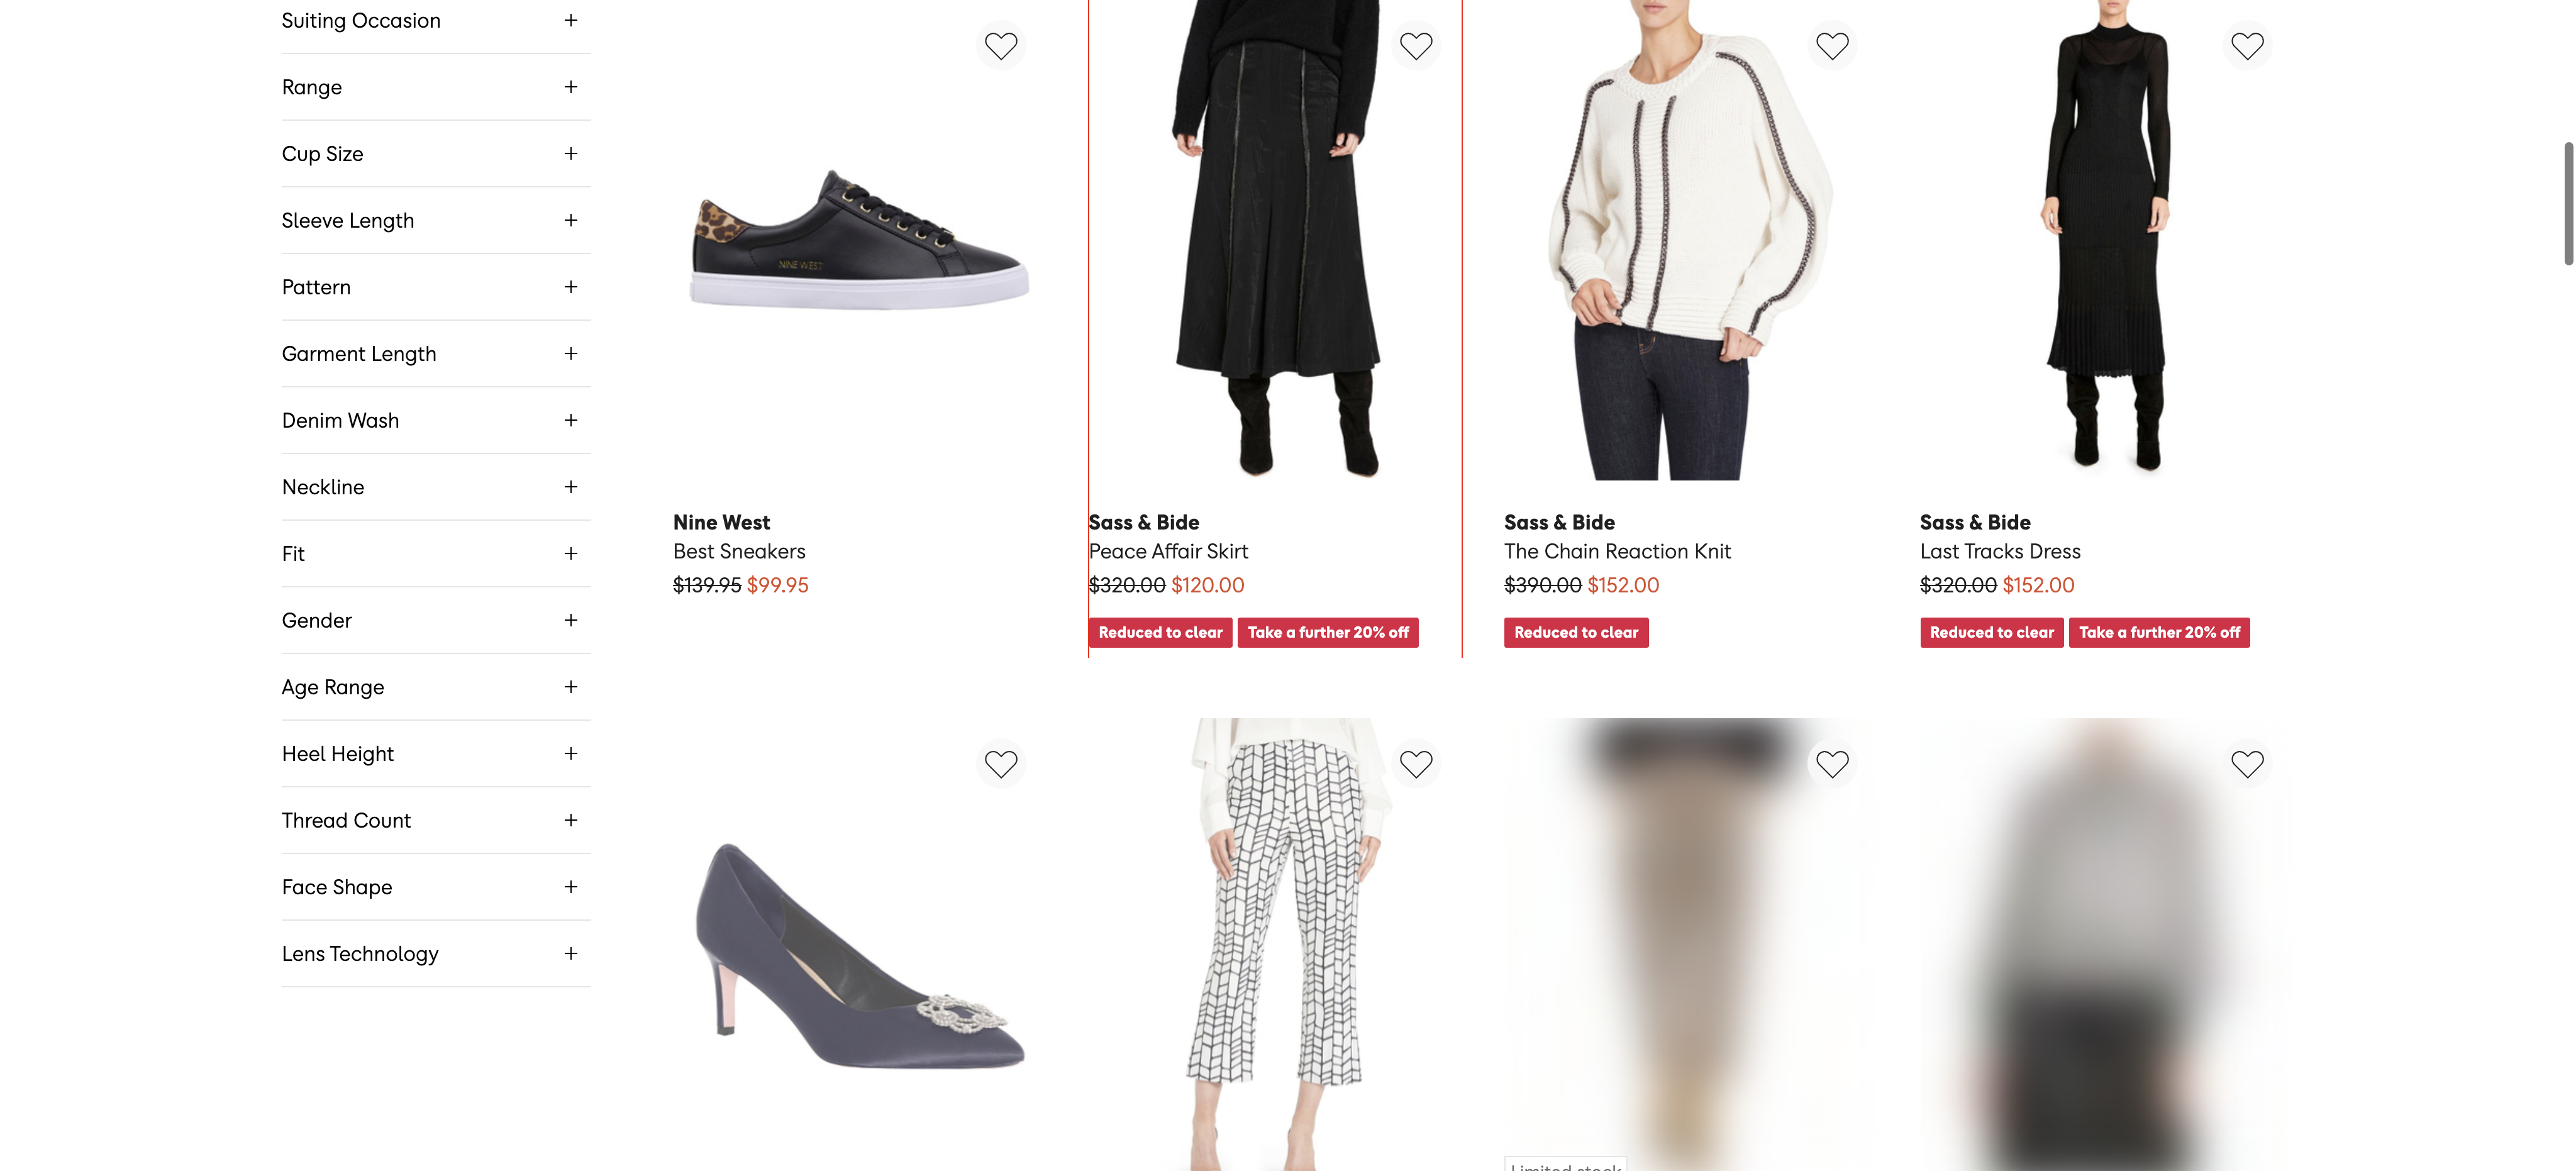 Suiting Occasion
Range
Cup Size
Sleeve Length
Pattern
Garment Length
Denim Wash
Neckline
Fit
Gender
Age Range
Heel Height
Thread Count
Face Shape
Lens Technology
NINE WEST
Nine West
Best Sneakers
$139.95 $99.95
Sass & Bide
Peace Affair Skirt
$320.00 $120.00
Reduced to clear Take a further 20% off
Sass & Bide
The Chain Reaction Knit
$390.00 $152.00
Reduced to clear
Sass & Bide
Last Tracks Dress
$320.00 $152.00
Reduced to clear Take a further 20% off
Limited stock